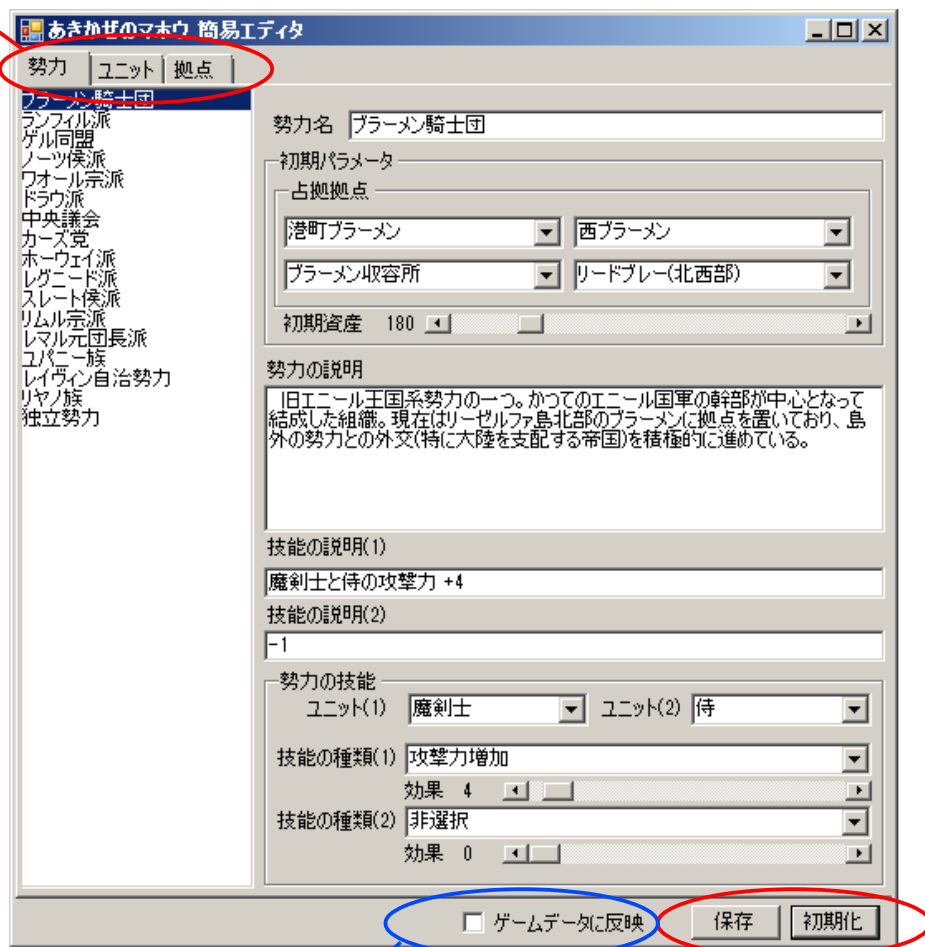 あきかぜのマホウ 簡易エディタ
勢力 ユニット 拠点
ブラーメン騎士団
ランフィル派
ゲル同盟
ノーツ侯派
ワオール宗派
ドラウ派
中央議会
カーズ党
ホーウェイ派
レグニード派
スレート侯派
リムル宗派
レマル元団長派
ユパニー族
レイヴィン自治勢力
リヤノ族
独立勢力
勢力名 ブラーメン騎士団
初期パラメータ
占拠拠点
港町ブラーメン 西ブラーメン
ブラーメン収容所 リードブレー(北西部)
初期資産 180
勢力の説明
旧エニール王国系勢力の一つ。かつてのエニール国軍の幹部が中心となって
結成した組織。現在はリーゼルファ島北部のブラーメンに拠点を置いており、島
外の勢力との外交(特に大陸を支配する帝国)を積極的に進めている。
技能の説明(1)
魔剣士と侍の攻撃力 +4
技能の説明(2)
-1
勢力の技能
ユニット(1) 魔剣士 ユニット(2) 侍
技能の種類(1) 攻撃力増加
効果 4
技能の種類(2) 非選択
効果 0
ゲームデータに反映 保存 初期化